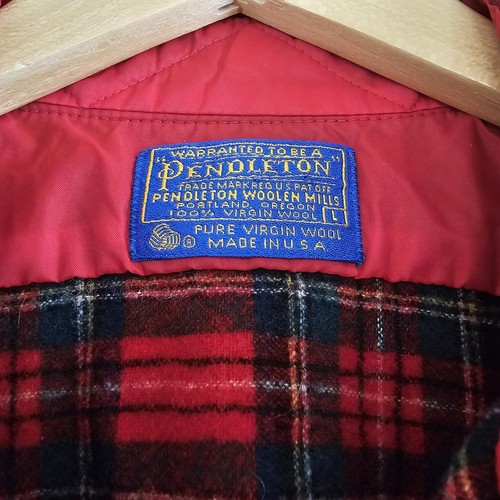 "WARRANTED TO BE A
PENDLETON"
TRADE MARK REG. U.S. PAT. OFF.
PENDLETON WOOLEN MILLS
PORTLAND, OREGON
100% VIRGIN WOOL L
PURE VIRGIN WOOL
® MADE IN U.S.A